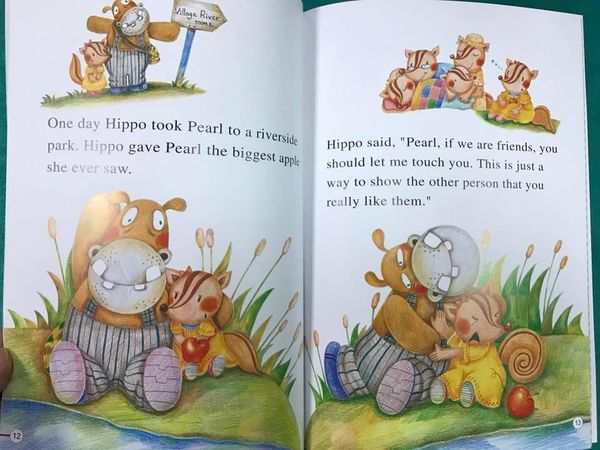 Village River
500M
One day Hippo took Pearl to a riverside
park. Hippo gave Pearl the biggest apple
she ever saw.
12
Hippo said, "Pearl, if we are friends, you
should let me touch you. This is just a
way to show the other person that you
really like them."
13